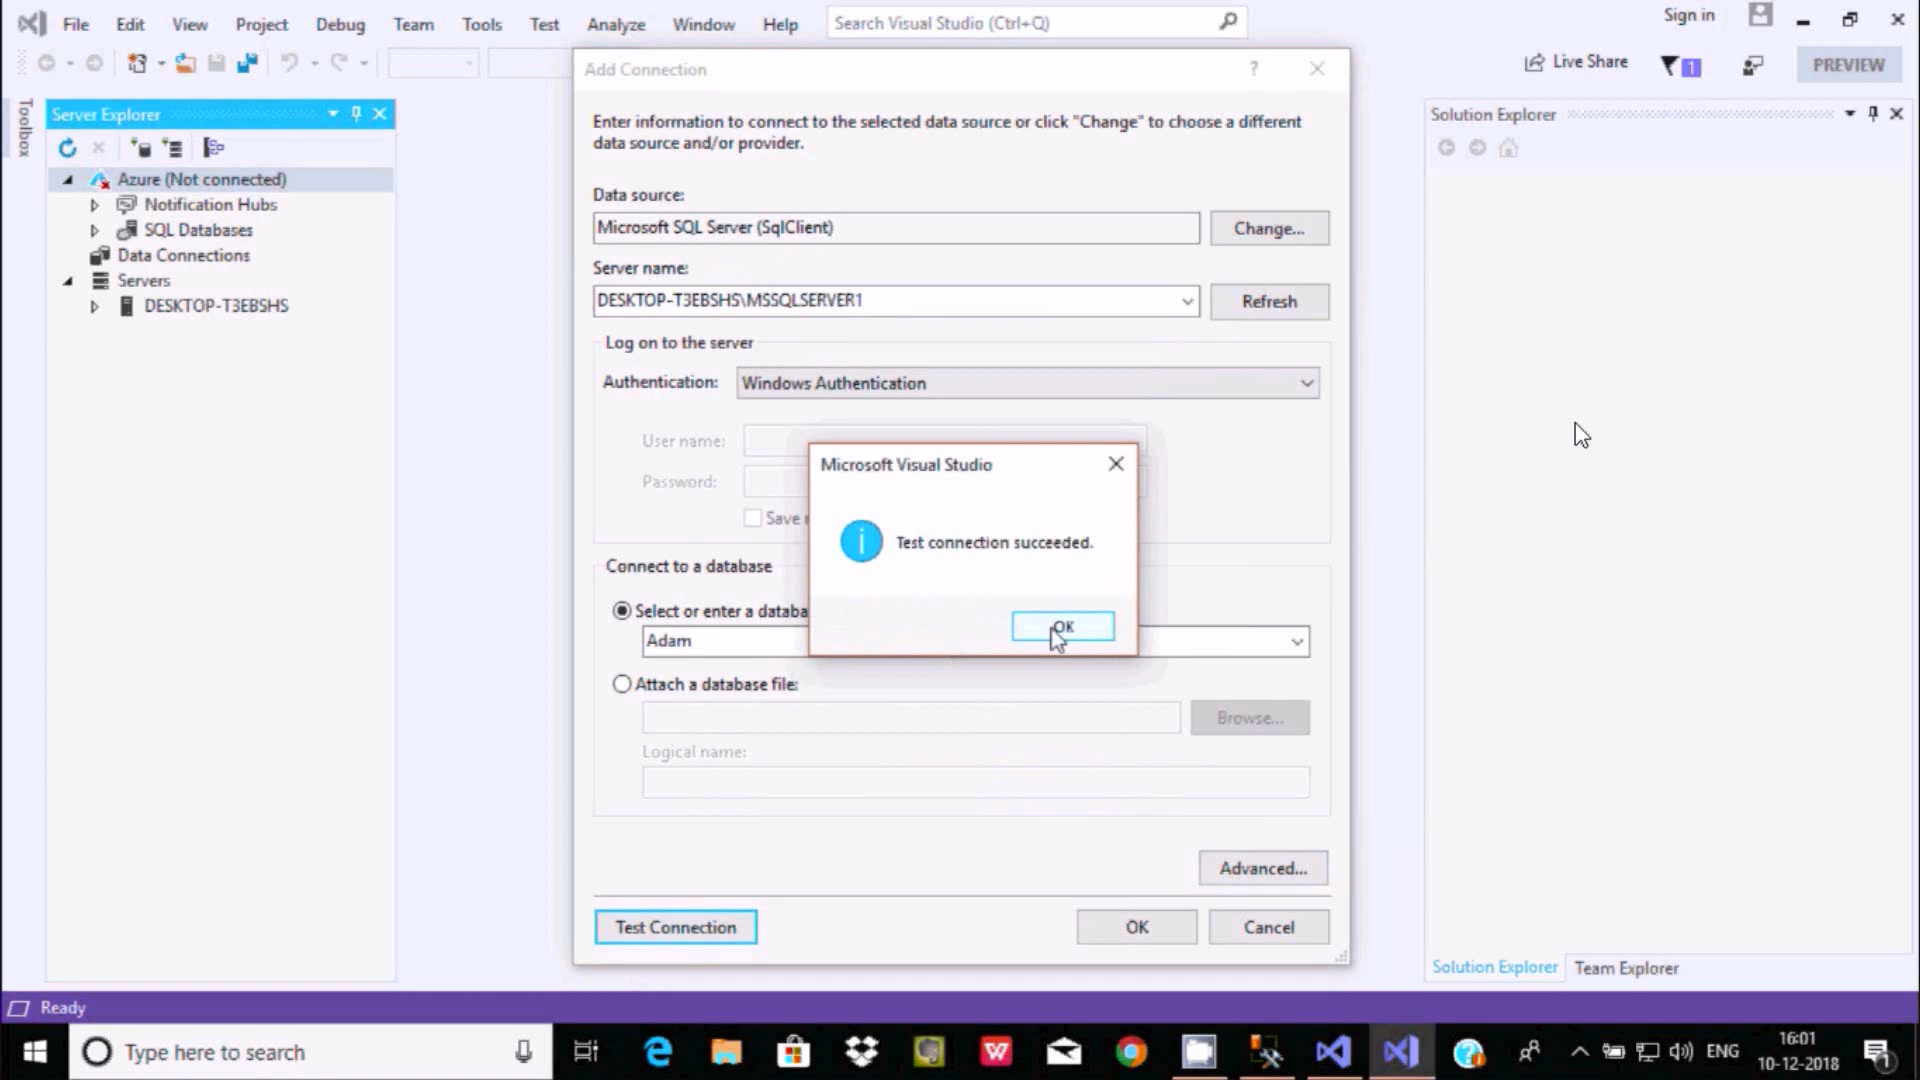 File Edit View Project Debug Team Tools Test Analyze Window Help Search Visual Studio (Ctrl+Q) Sign in
Live Share 1 PREVIEW
Toolbox
Server Explorer
Azure (Not connected)
Notification Hubs
SQL Databases
Data Connections
Servers
DESKTOP-T3EBSHS
Add Connection ?
Enter information to connect to the selected data source or click "Change" to choose a different
data source and/or provider.
Data source:
Microsoft SQL Server (SqlClient) Change...
Server name:
DESKTOP-T3EBSHS\MSSQLSERVER1 Refresh
Log on to the server
Authentication: Windows Authentication
User name:
Password:
Save
Microsoft Visual Studio
Test connection succeeded.
OK
Connect to a database
Select or enter a databa
Adam
Attach a database file:
Browse...
Logical name:
Advanced...
Test Connection OK Cancel
Solution Explorer
Solution Explorer Team Explorer
Ready
Type here to search
ENG
16:01
10-12-2018
1